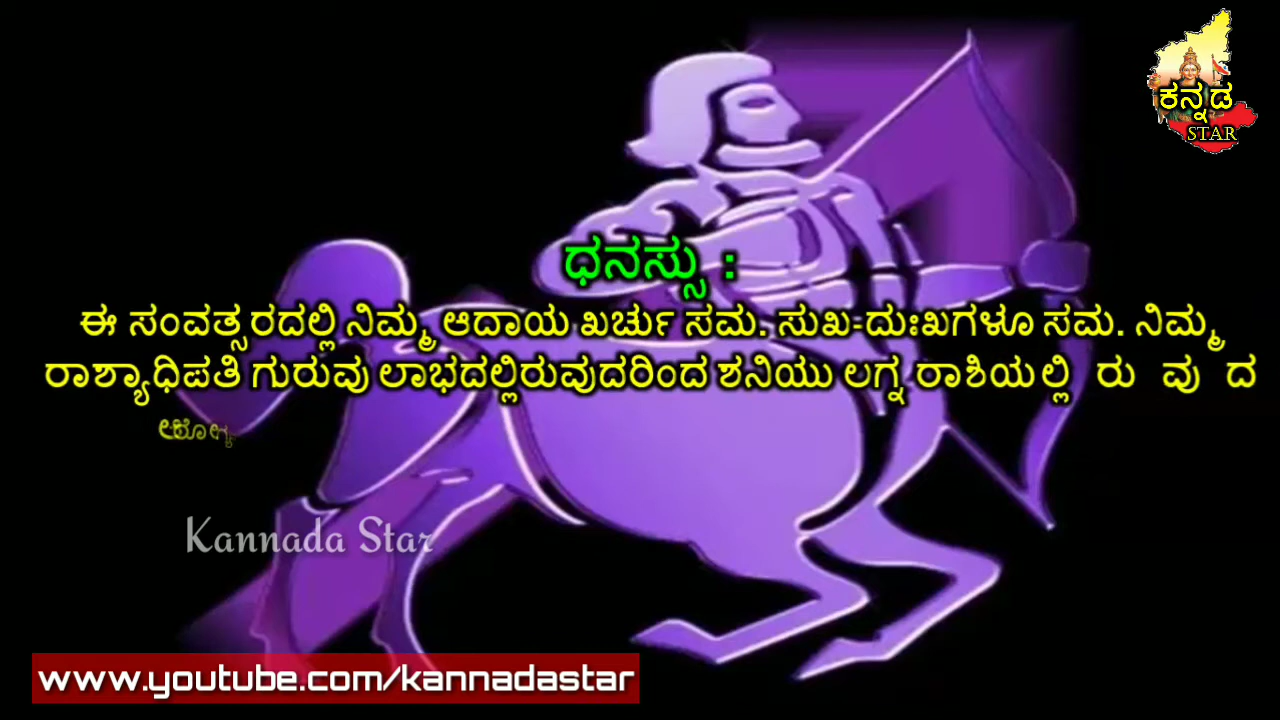 ಕನ್ನಡ
STAR
ಧನಸ್ಸು :
ಈ ಸಂವತ್ಸರದಲ್ಲಿ ನಿಮ್ಮ ಆದಾಯ ಖರ್ಚು ಸಮ. ಸುಖ-ದುಃಖಗಳೂ ಸಮ. ನಿಮ್ಮ
ರಾಶ್ಯಾಧಿಪತಿ ಗುರುವು ಲಾಭದಲ್ಲಿರುವುದರಿಂದ ಶನಿಯು ಲಗ್ನ ರಾಶಿಯಲ್ಲಿ ರು ವು ದ
Kannada Star
www.youtube.com/kannadastar